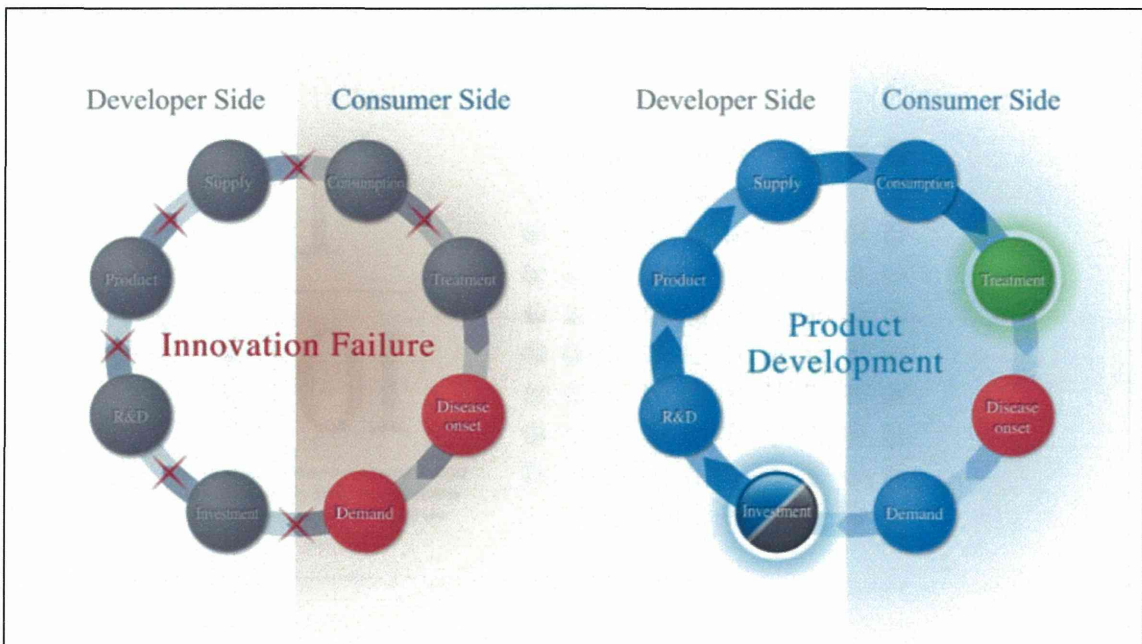 Developer Side
Consumer Side
Supply
Consumption
Product
Treatment
Innovation Failure
R&D
Disease
onset
Investment
Demand
Developer Side
Consumer Side
Supply
Consumption
Product
Treatment
Product
Development
R&D
Disease
onset
Investment
Demand